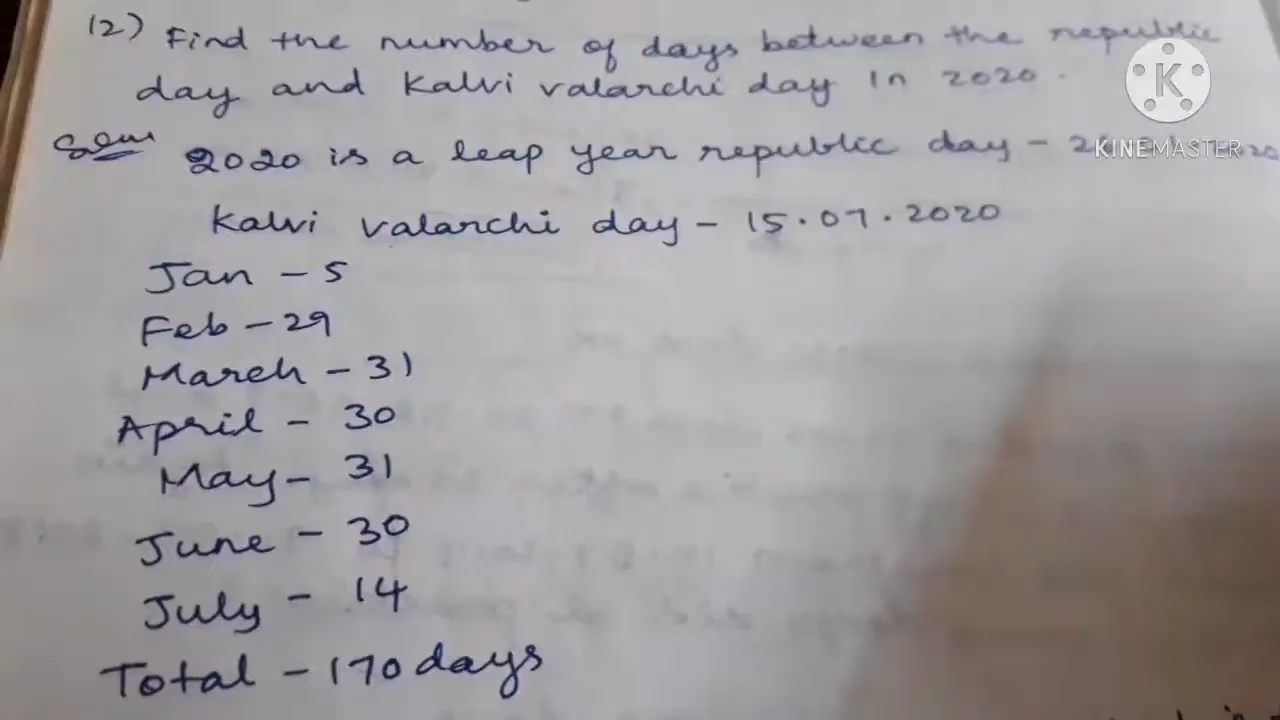 12) Find the number of days between the republic
day and Kalvi valarchi day in 2020.
Soln
2020 is a leap year republic day -
KINEMASTER
Kalvi valarchi day - 15.07.2020
Jan - 5
Feb - 29
March - 31
April - 30
May - 31
June - 30
July - 14
Total - 170 days